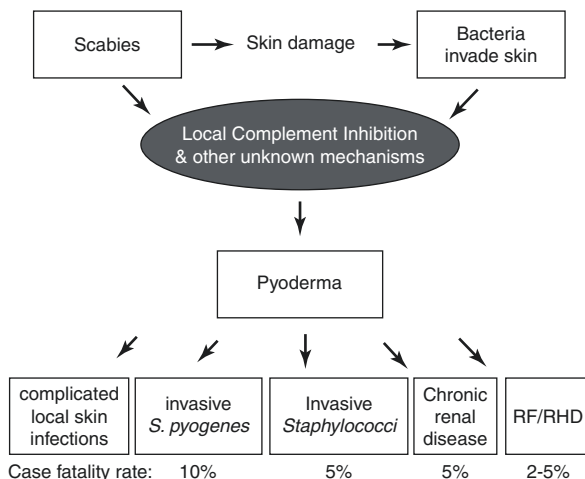 Scabies
Skin damage
Bacteria
invade skin
Local Complement Inhibition
& other unknown mechanisms
Pyoderma
complicated
local skin
infections
invasive
S. pyogenes
Invasive
Staphylococci
Chronic
renal
disease
RF/RHD
Case fatality rate: 10% 5% 5% 2-5%